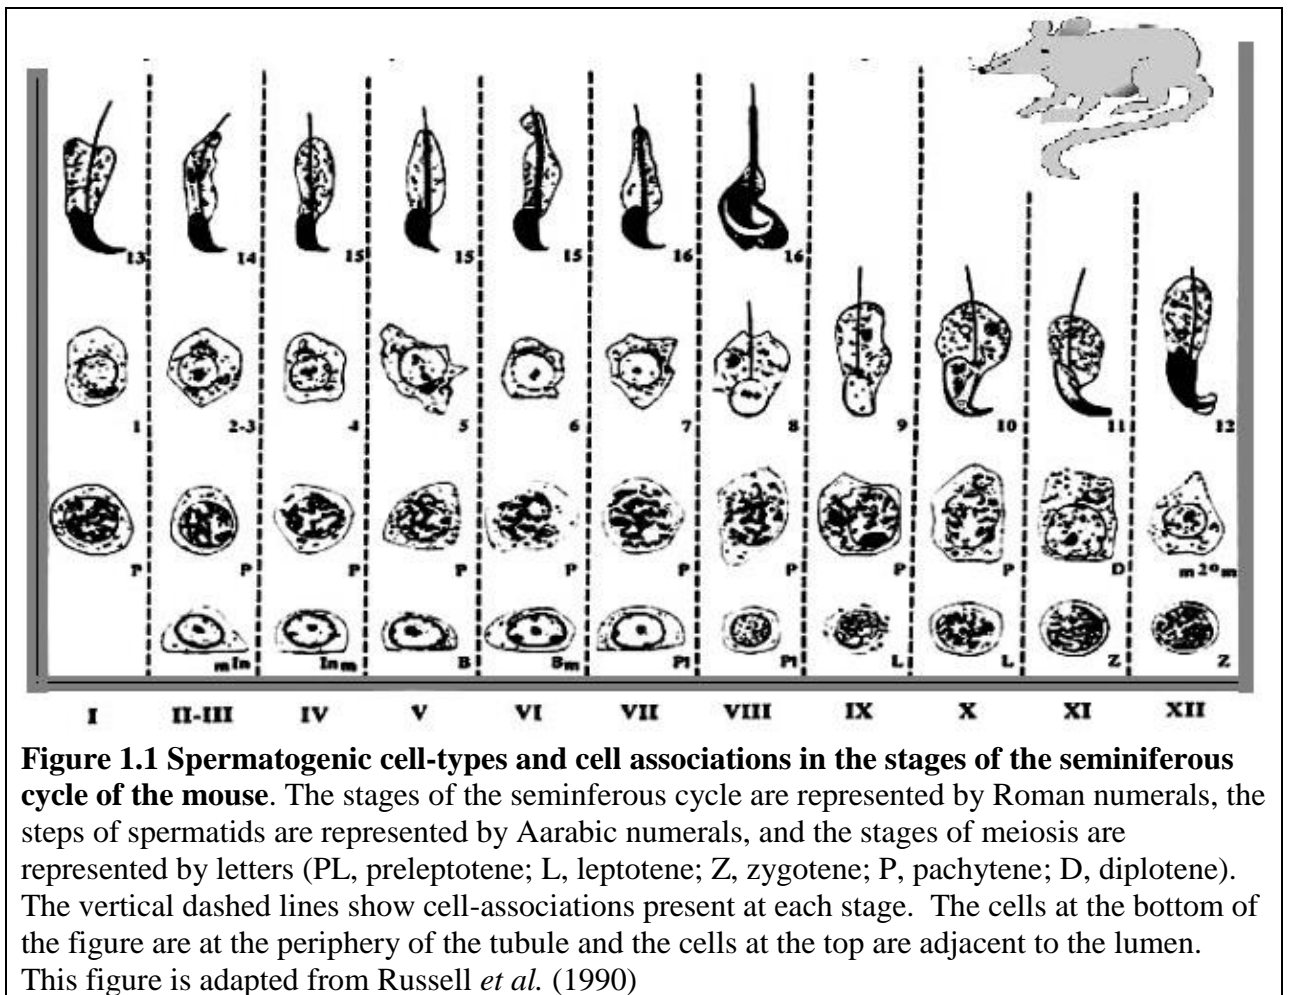 13 14 15 15 15 16 16
1 2-3 4 5 6 7 8 9 10 11 12
P P P P P P P P P D m2°m
mIn Inm B Bm Pl Pl L L Z Z
I II-III IV V VI VII VIII IX X XI XII
Figure 1.1 Spermatogenic cell-types and cell associations in the stages of the seminiferous
cycle of the mouse. The stages of the seminferous cycle are represented by Roman numerals, the
steps of spermatids are represented by Aarabic numerals, and the stages of meiosis are
represented by letters (PL, preleptotene; L, leptotene; Z, zygotene; P, pachytene; D, diplotene).
The vertical dashed lines show cell-associations present at each stage. The cells at the bottom of
the figure are at the periphery of the tubule and the cells at the top are adjacent to the lumen.
This figure is adapted from Russell et al. (1990)